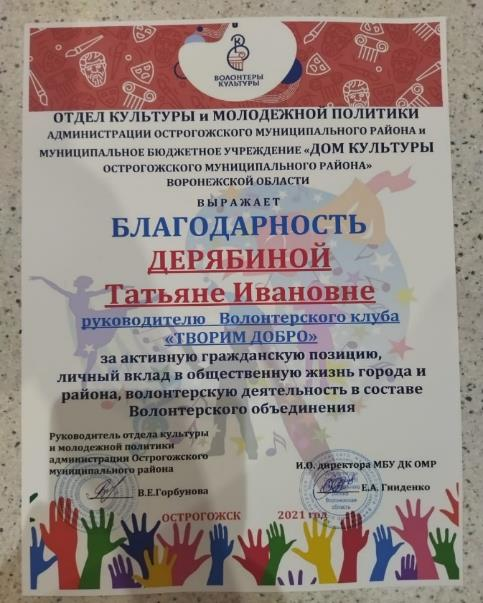 ВОЛОНТЕРЫ
КУЛЬТУРЫ
ОТДЕЛ КУЛЬТУРЫ и МОЛОДЕЖНОЙ ПОЛИТИКИ
АДМИНИСТРАЦИИ ОСТРОГОЖСКОГО МУНИЦИПАЛЬНОГО РАЙОНА и
МУНИЦИПАЛЬНОЕ БЮДЖЕТНОЕ УЧРЕЖДЕНИЕ «ДОМ КУЛЬТУРЫ
ОСТРОГОЖСКОГО МУНИЦИПАЛЬНОГО РАЙОНА»
ВОРОНЕЖСКОЙ ОБЛАСТИ
ВЫРАЖАЕТ
БЛАГОДАРНОСТЬ
ДЕРЯБИНОЙ
Татьяне Ивановне
руководителю Волонтерского клуба
«ТВОРИМ ДОБРО»
за активную гражданскую позицию,
личный вклад в общественную жизнь города и
района, волонтерскую деятельность в составе
Волонтерского объединения
Руководитель отдела культуры
и молодежной политики
администрации Острогожского
муниципального района
В.Е.Горбунова
И.О. директора МБУ ДК ОМР
Е.А. Гниденко
ОСТРОГОЖСК 2021 год